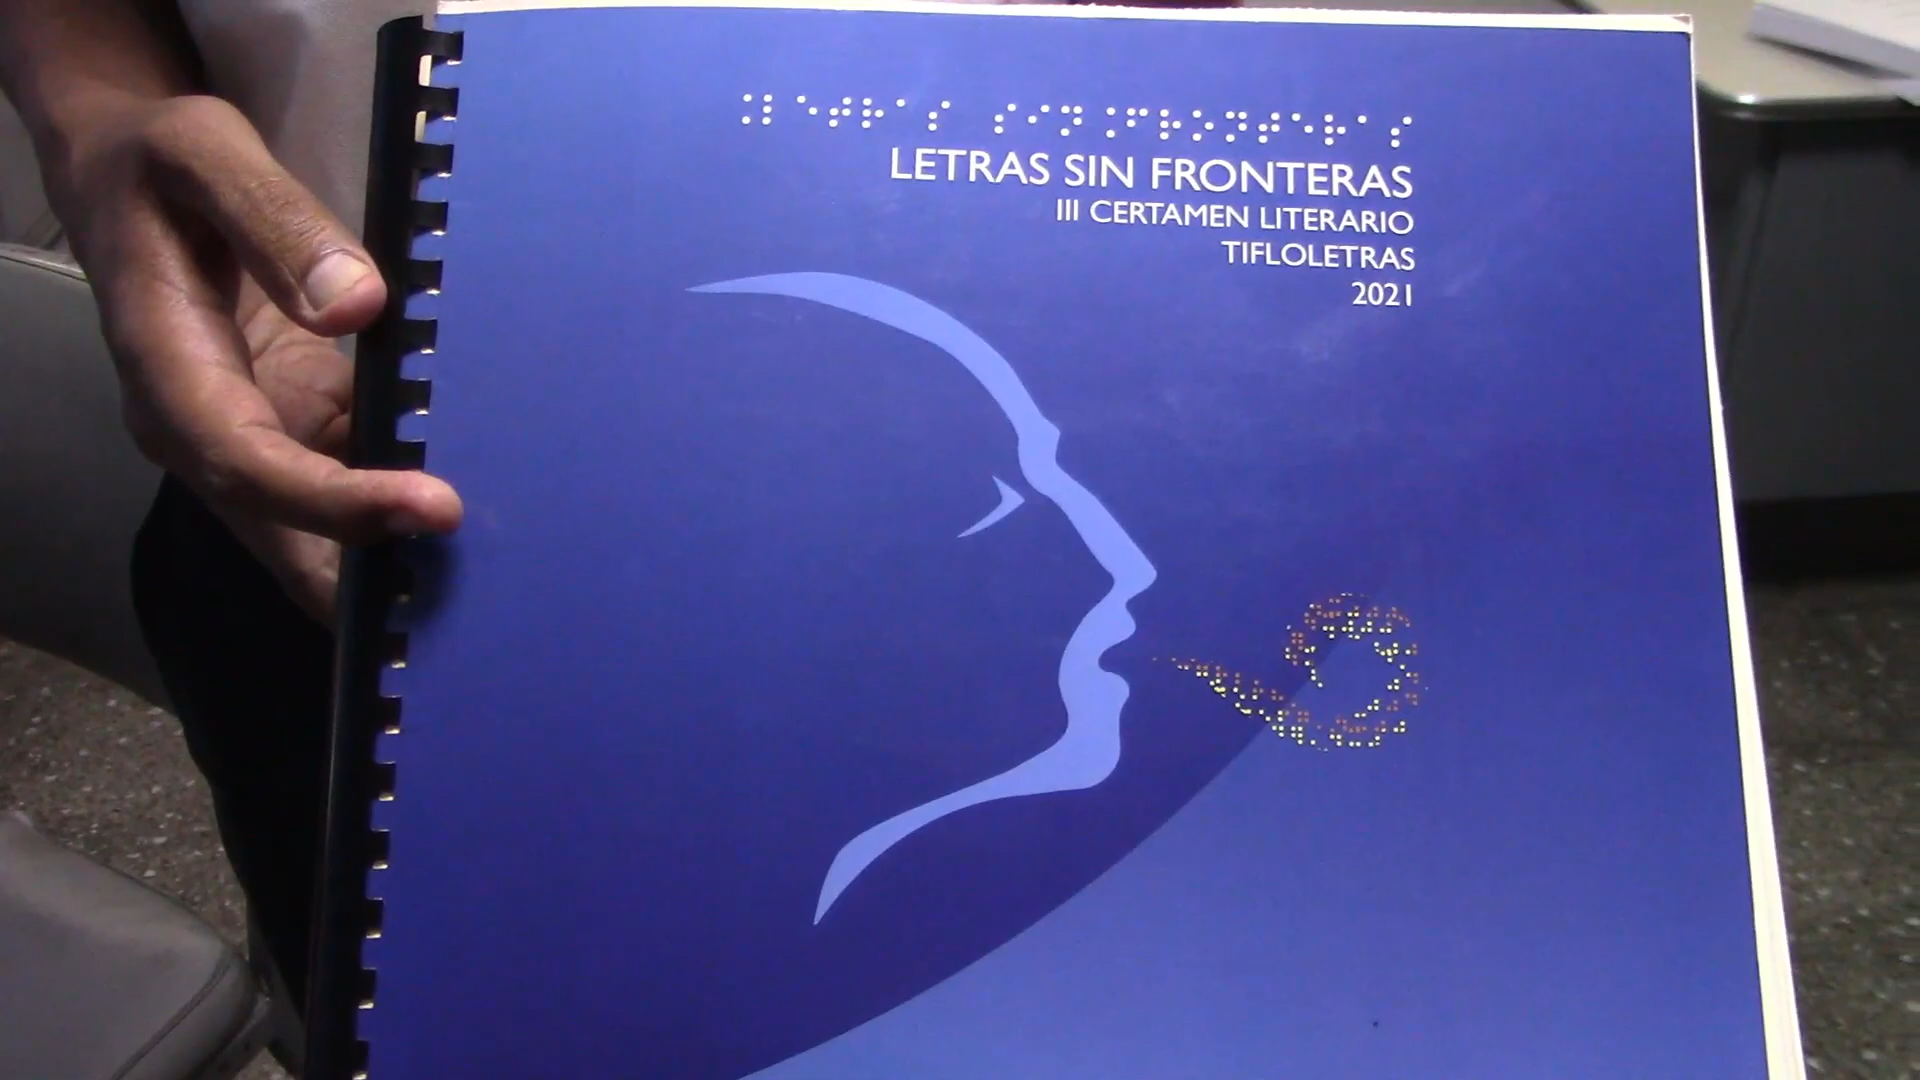 ⠨⠇⠑⠞⠗⠁⠎ ⠎⠊⠝ ⠨⠋⠗⠕⠝⠞⠑⠗⠁⠎
LETRAS SIN FRONTERAS
III CERTAMEN LITERARIO
TIFLOLETRAS
2021